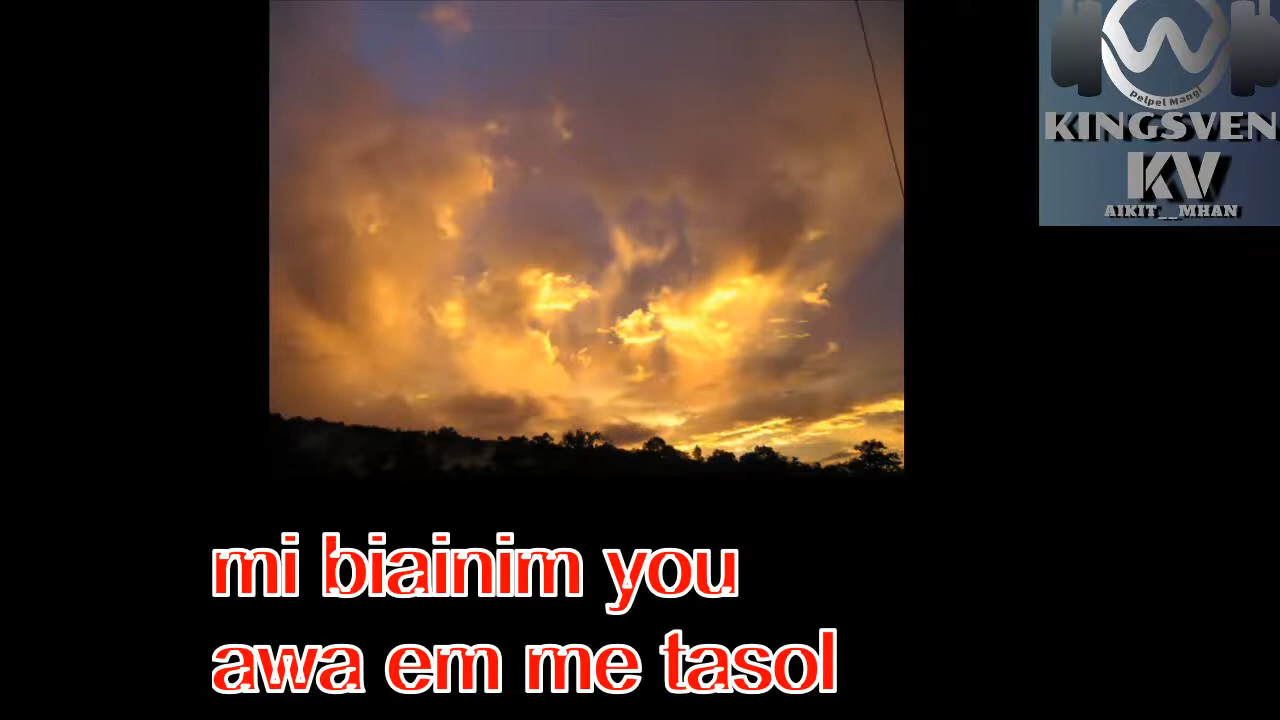 W
Pelpel Mangi
KINGSVEN
KV
AIKIT__MHAN
mi biainim you
awa em me tasol